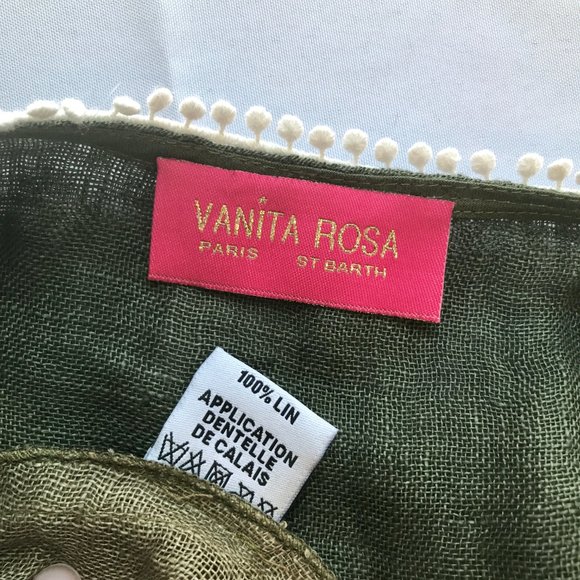 VANITA ROSA
PARIS ST BARTH
100% LIN
APPLICATION
DENTELLE
DE CALAIS